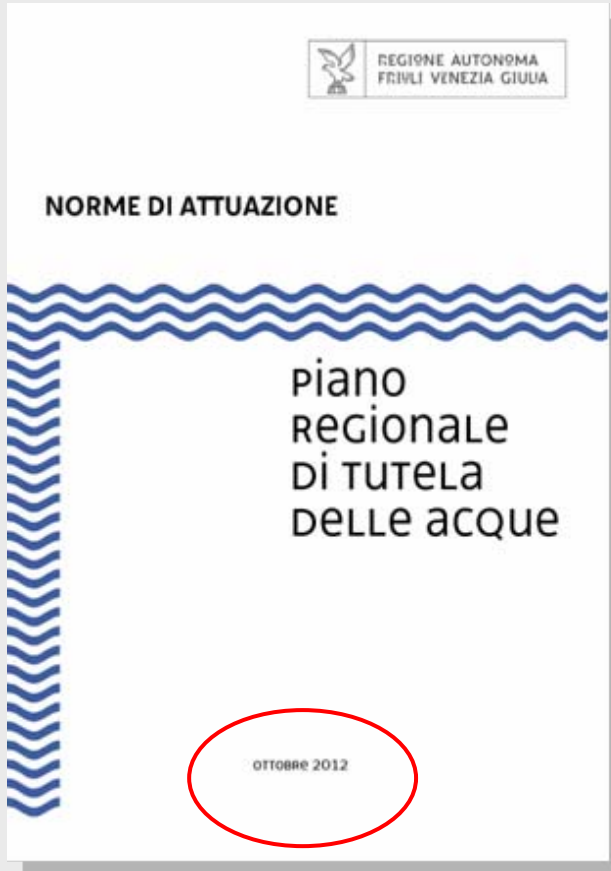 REGIONE AUTONOMA
FRIULI VENEZIA GIULIA
NORME DI ATTUAZIONE
Piano
Regionale
di tutela
delle acque
ottobre 2012